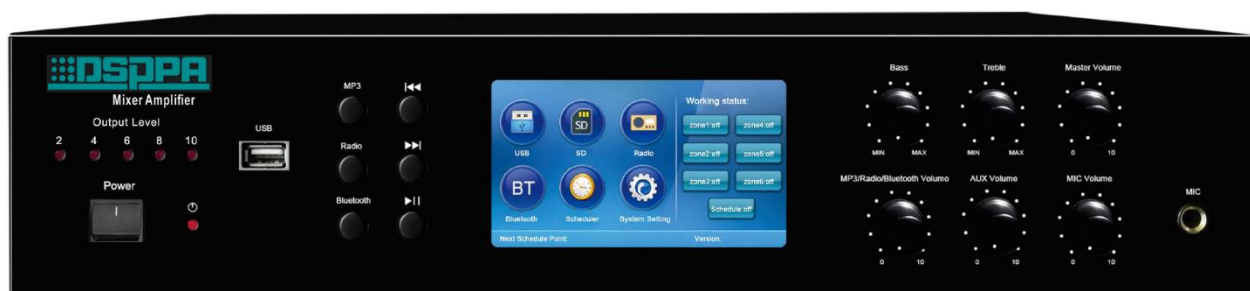 DSPPA
Mixer Amplifier
Output Level
2 4 6 8 10
Power
USB
MP3
Radio
Bluetooth
SD
USB
SD
Radio
BT
Bluetooth
Scheduler
System Setting
Working status:
zone1:off
zone4:off
zone2:off
zone5:off
zone3:off
zone6:off
Schedule:off
Next Schedule Point:
Version:
Bass
MIN MAX
Treble
MIN MAX
Master Volume
0 10
MP3/Radio/Bluetooth Volume
0 10
AUX Volume
0 10
MIC Volume
0 10
MIC